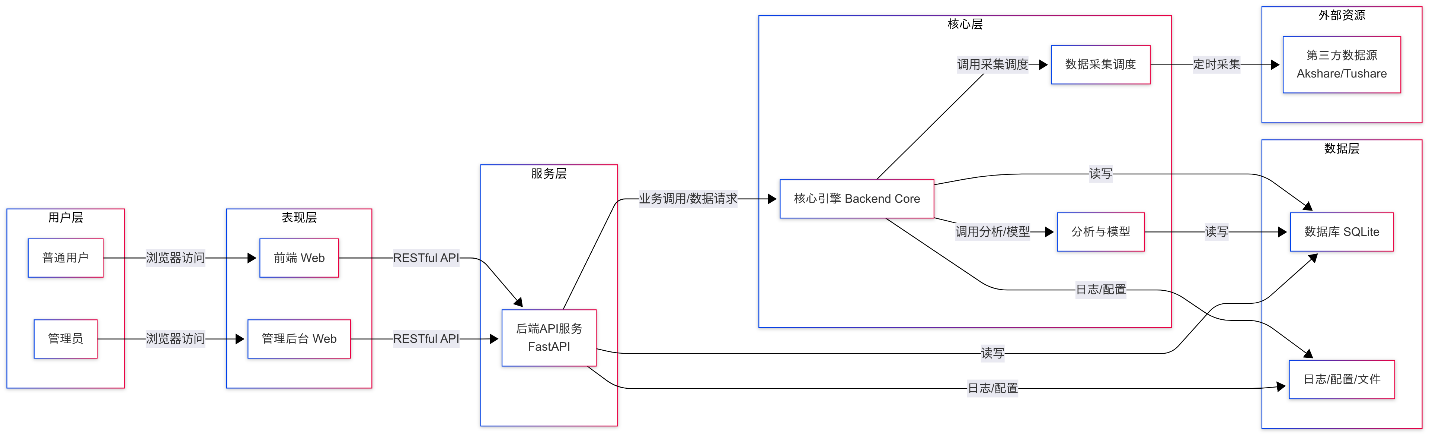 用户层
普通用户
管理员
浏览器访问
浏览器访问
表现层
前端 Web
管理后台 Web
RESTful API
RESTful API
服务层
后端API服务
FastAPI
业务调用/数据请求
读写
日志/配置
核心层
核心引擎 Backend Core
调用采集调度
数据采集调度
调用分析/模型
分析与模型
读写
日志/配置
定时采集
读写
外部资源
第三方数据源
Akshare/Tushare
数据层
数据库 SQLite
日志/配置/文件